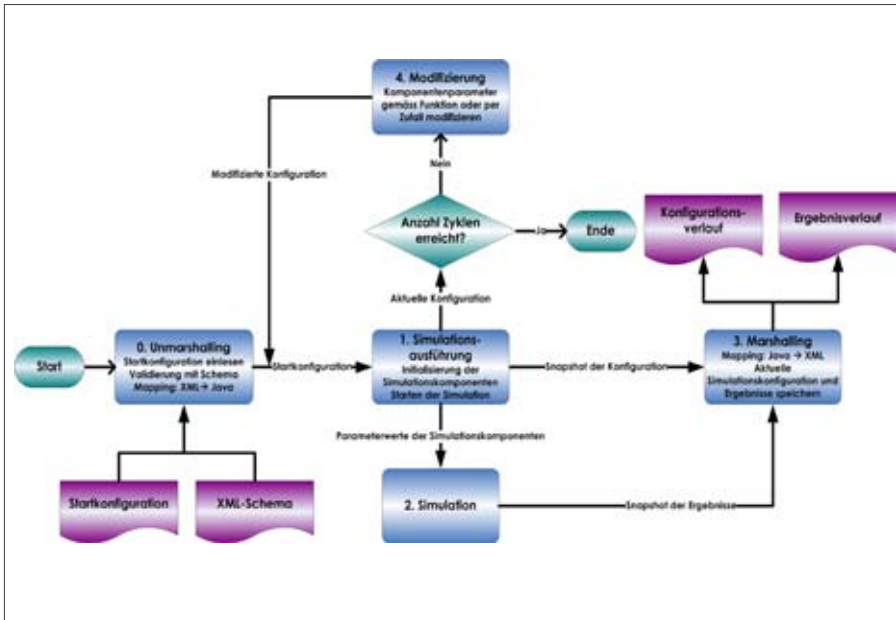 4. Modifizierung
Komponentenparameter
gemäss Funktion oder per
Zufall modifizieren
Modifizierte Konfiguration
Nein
Anzahl Zyklen
erreicht?
Ja
Ende
Konfigurations-
verlauf
Ergebnisverlauf
Aktuelle Konfiguration
Start
0. Unmarshalling
Startkonfiguration einlesen
Validierung mit Schema
Mapping: XML→ Java
Startkonfiguration
1. Simulations-
ausführung
Initialisierung der
Simulationskomponenten
Starten der Simulation
Snapshat der Konfiguration
3. Marshalling
Mapping: Java → XML
Aktuelle
Simulationskonfiguration und
Ergebnisse speichern
Parameterwerte der Simulationskomponenten
Startkonfiguration
XML-Schema
2. Simulation
Snapshat der Ergebnisse